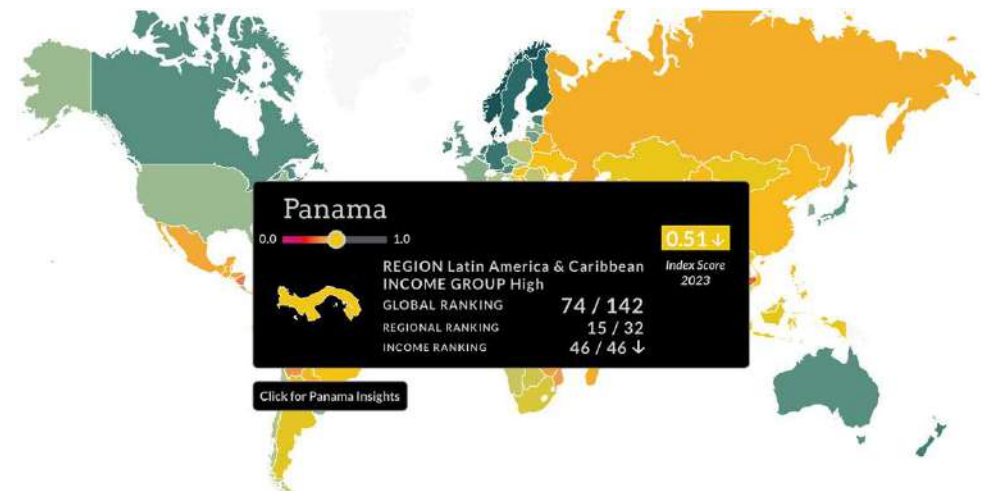 Panama
0.0 1.0
0.51↓
Index Score
2023
REGION Latin America & Caribbean
INCOME GROUP High
GLOBAL RANKING 74 / 142
REGIONAL RANKING 15 / 32
INCOME RANKING 46 / 46 ↓
Click for Panama Insights